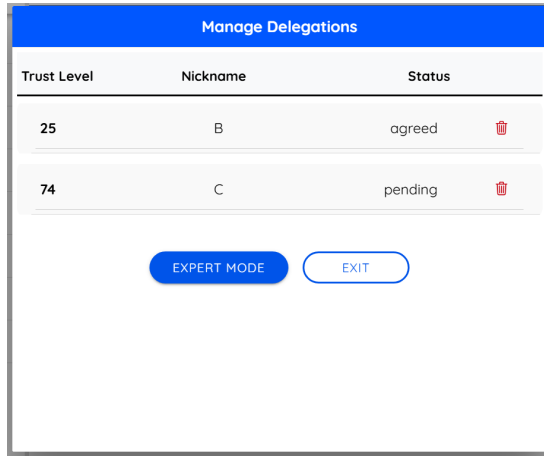 Manage Delegations
Trust Level Nickname Status
25 B agreed
74 C pending
EXPERT MODE EXIT